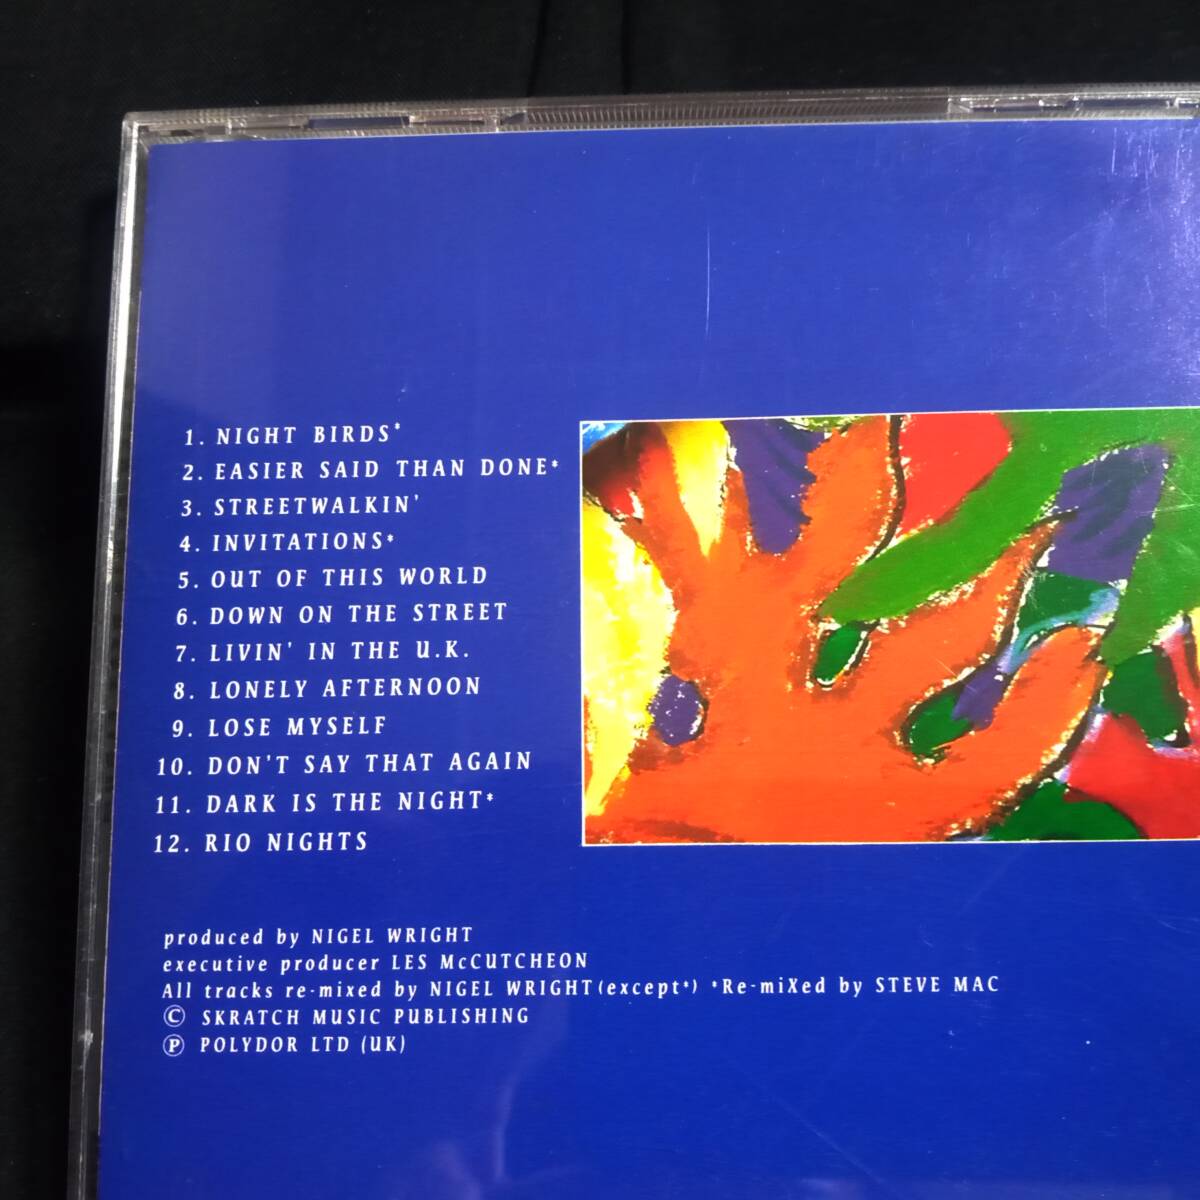 1. NIGHT BIRDS*
2. EASIER SAID THAN DONE*
3. STREETWALKIN'
4. INVITATIONS*
5. OUT OF THIS WORLD
6. DOWN ON THE STREET
7. LIVIN' IN THE U.K.
8. LONELY AFTERNOON
9. LOSE MYSELF
10. DON'T SAY THAT AGAIN
11. DARK IS THE NIGHT*
12. RIO NIGHTS
produced by NIGEL WRIGHT
executive producer LES McCUTCHEON
All tracks re-mixed by NIGEL WRIGHT (except*) *Re-miXed by STEVE MAC
© SKRATCH MUSIC PUBLISHING
℗ POLYDOR LTD (UK)